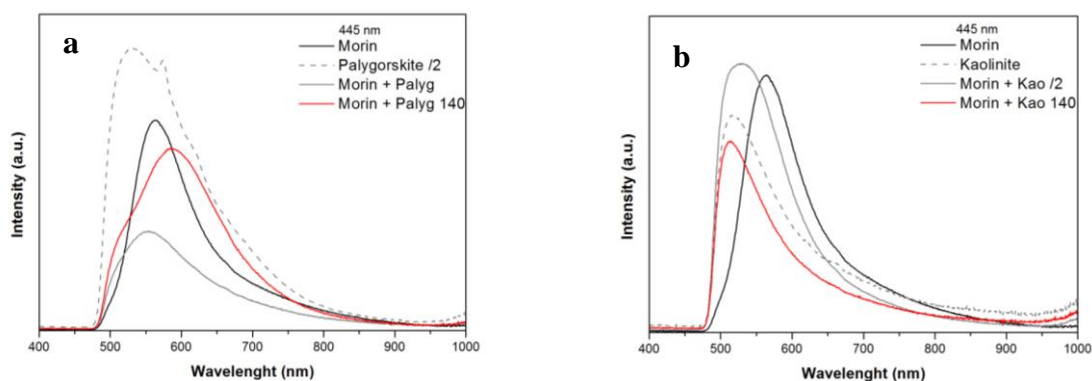 a
445 nm
Morin
Palygorskite /2
Morin + Palyg
Morin + Palyg 140
Intensity (a.u.)
400 500 600 700 800 900 1000
Wavelenght (nm)
b
445 nm
Morin
Kaolinite
Morin + Kao /2
Morin + Kao 140
Intensity (a.u.)
400 500 600 700 800 900 1000
Wavelenght (nm)